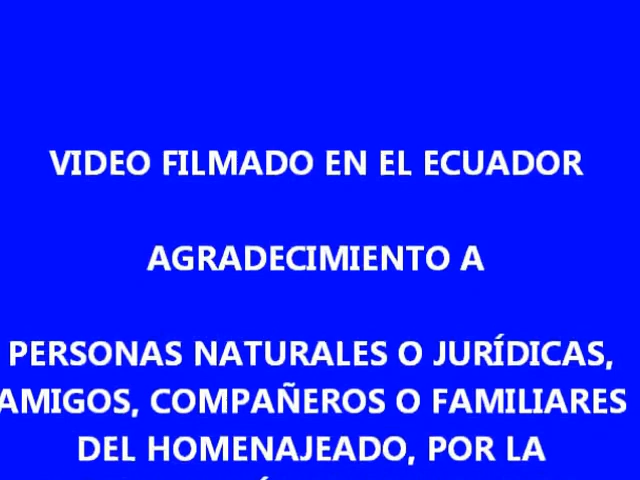 VIDEO FILMADO EN EL ECUADOR
AGRADECIMIENTO A
PERSONAS NATURALES O JURÍDICAS,
AMIGOS, COMPAÑEROS O FAMILIARES
DEL HOMENAJEADO, POR LA